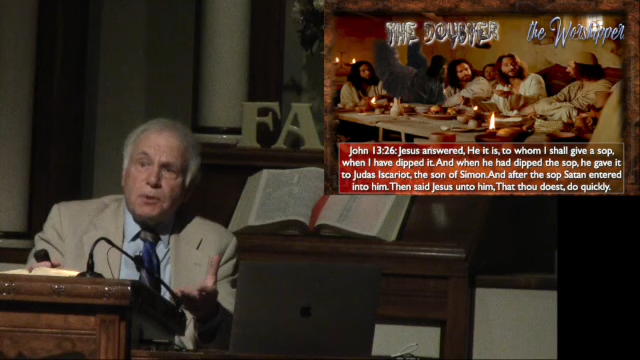 THE DOUBTER
the Worshipper
FA
John 13:26: Jesus answered, He it is, to whom I shall give a sop,
when I have dipped it. And when he had dipped the sop, he gave it
to Judas Iscariot, the son of Simon. And after the sop Satan entered
into him. Then said Jesus unto him, That thou doest, do quickly.